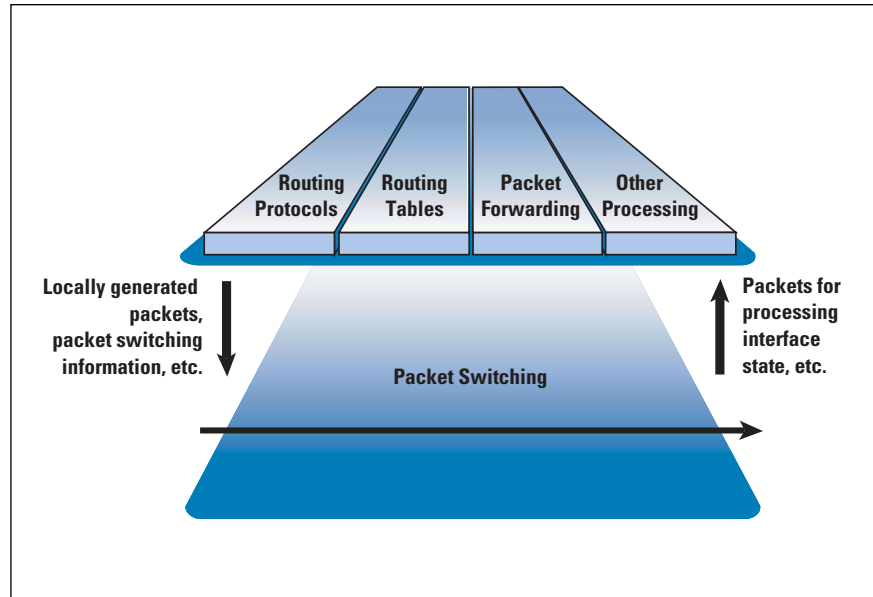 Routing
Protocols
Routing
Tables
Packet
Forwarding
Other
Processing
Locally generated
packets,
packet switching
information, etc.
Packets for
processing
interface
state, etc.
Packet Switching